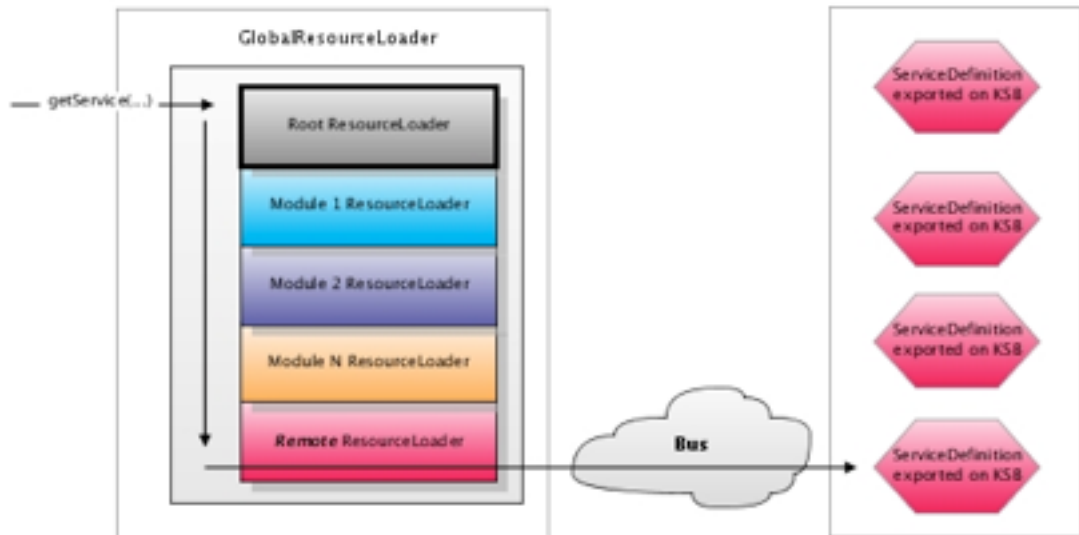 GlobalResourceLoader
getService(...)
Root ResourceLoader
Module 1 ResourceLoader
Module 2 ResourceLoader
Module N ResourceLoader
Remote ResourceLoader
Bus
ServiceDefinition
exported on KSB
ServiceDefinition
exported on KSB
ServiceDefinition
exported on KSB
ServiceDefinition
exported on KSB